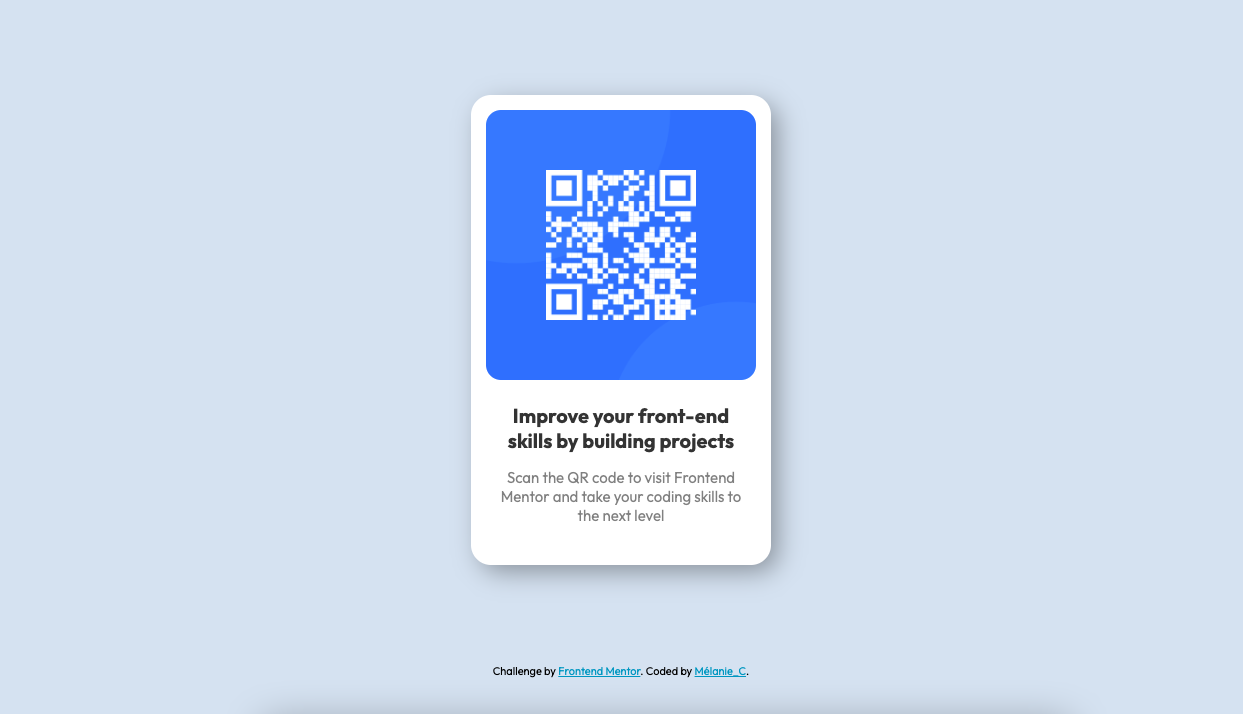 Improve your front-end
skills by building projects
Scan the QR code to visit Frontend
Mentor and take your coding skills to
the next level
Challenge by Frontend Mentor. Coded by Mélanie_C.